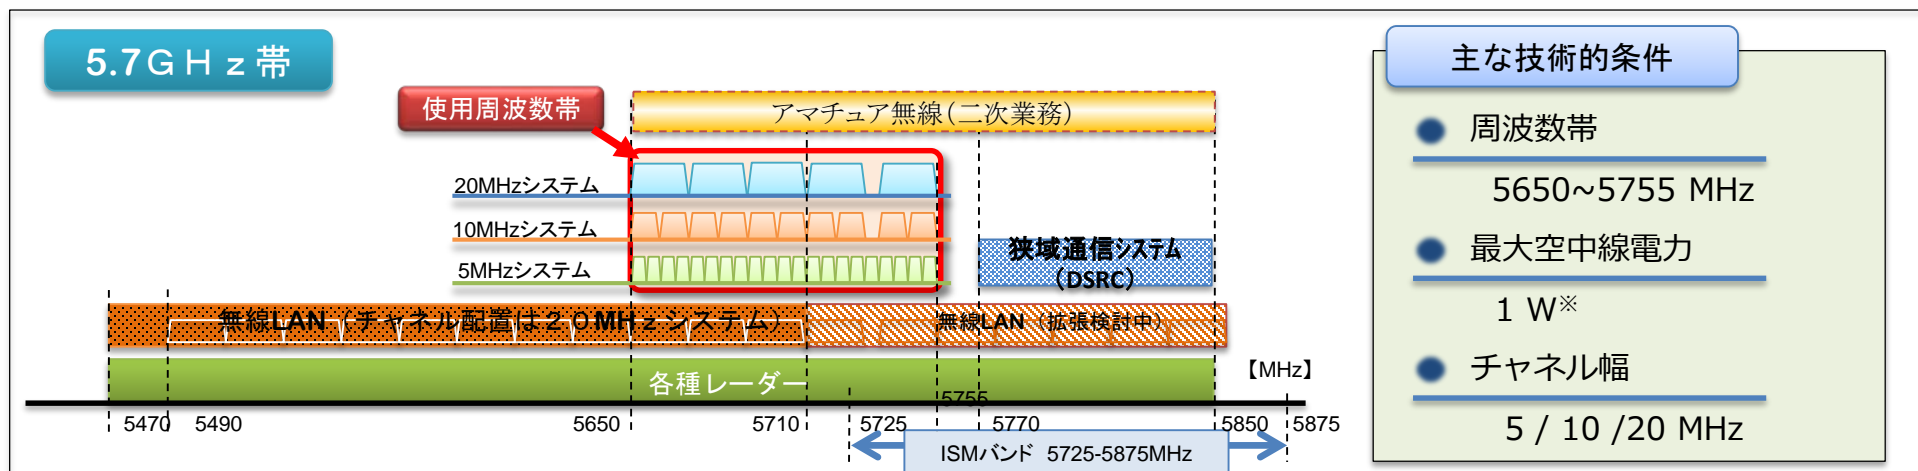 5.7ＧＨｚ帯
使用周波数帯
アマチュア無線(二次業務)
20MHzシステム
10MHzシステム
5MHzシステム
狭域通信システム
(DSRC)
無線LAN（チャネル配置は２０MHｚシステム）
無線LAN（拡張検討中）
各種レーダー
【MHz】
5755
5470
5490
5650
5710
5725
5770
5850
5875
ISMバンド 5725-5875MHz
主な技術的条件
● 周波数帯
5650~5755 MHz
● 最大空中線電力
1 W※
● チャネル幅
5 / 10 /20 MHz